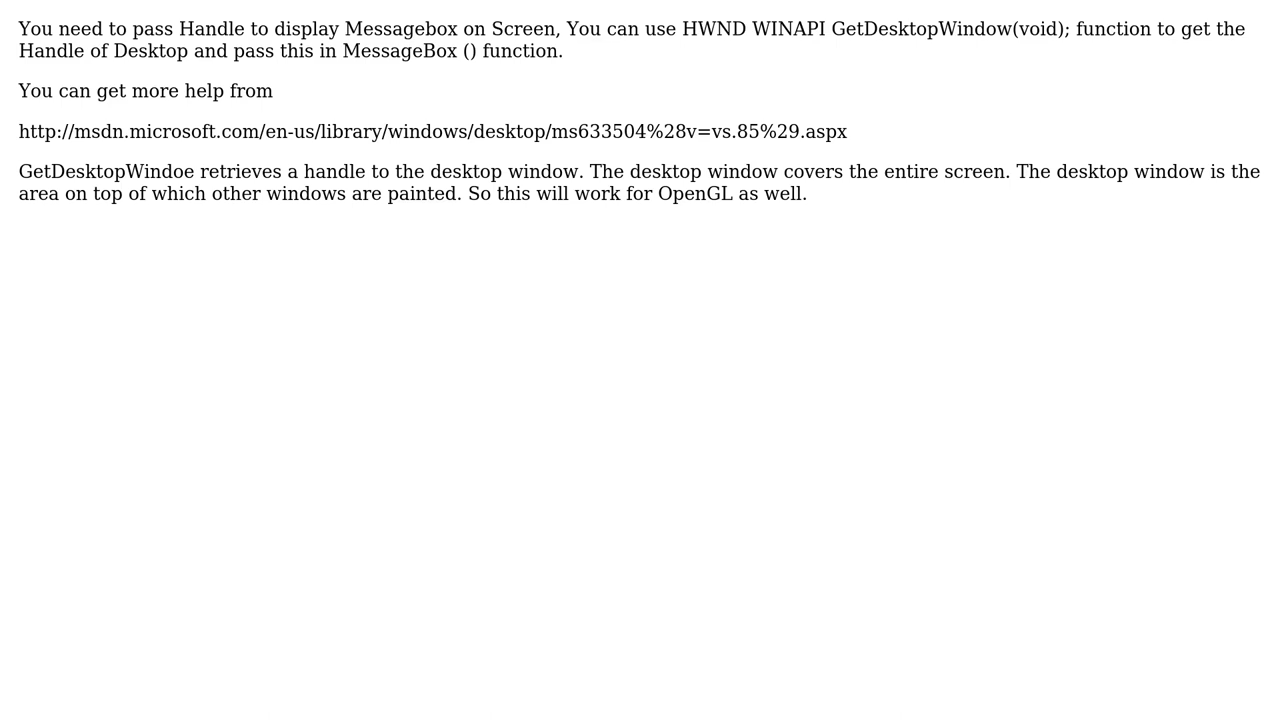 You need to pass Handle to display Messagebox on Screen, You can use HWND WINAPI GetDesktopWindow(void); function to get the
Handle of Desktop and pass this in MessageBox () function.
You can get more help from
http://msdn.microsoft.com/en-us/library/windows/desktop/ms633504%28v=vs.85%29.aspx
GetDesktopWindoe retrieves a handle to the desktop window. The desktop window covers the entire screen. The desktop window is the
area on top of which other windows are painted. So this will work for OpenGL as well.